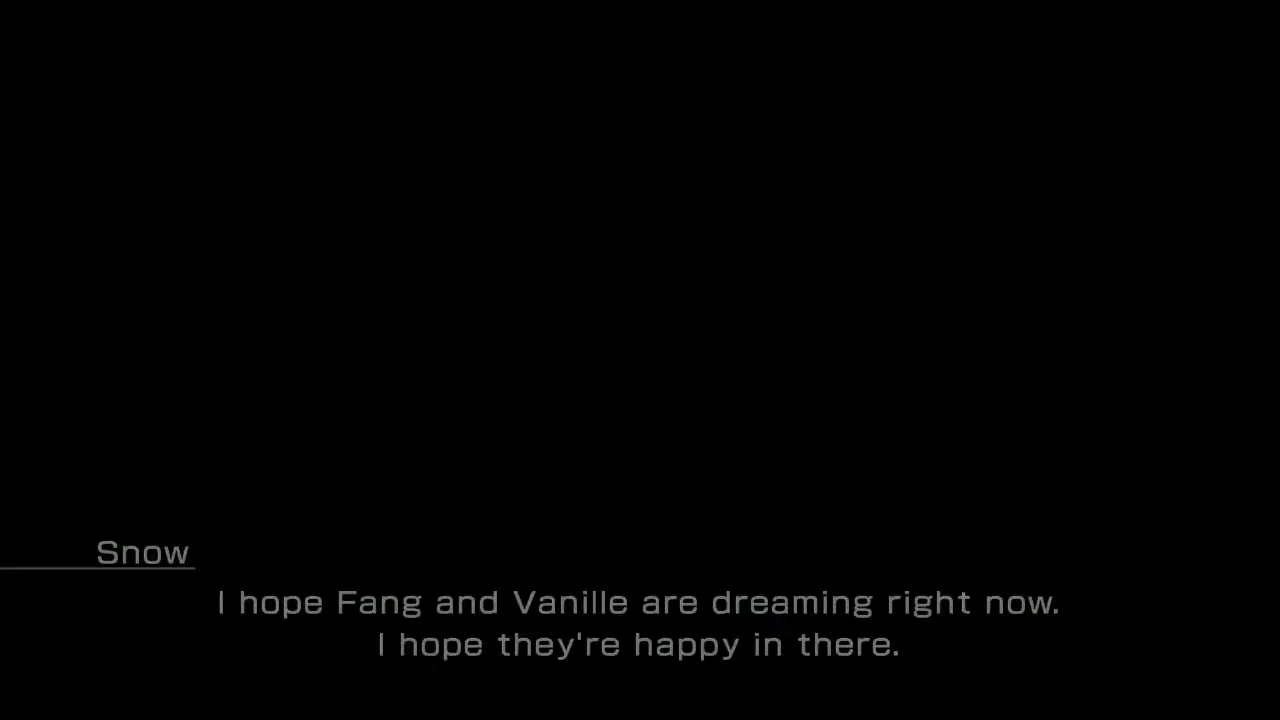 Snow
I hope Fang and Vanille are dreaming right now.
I hope they're happy in there.